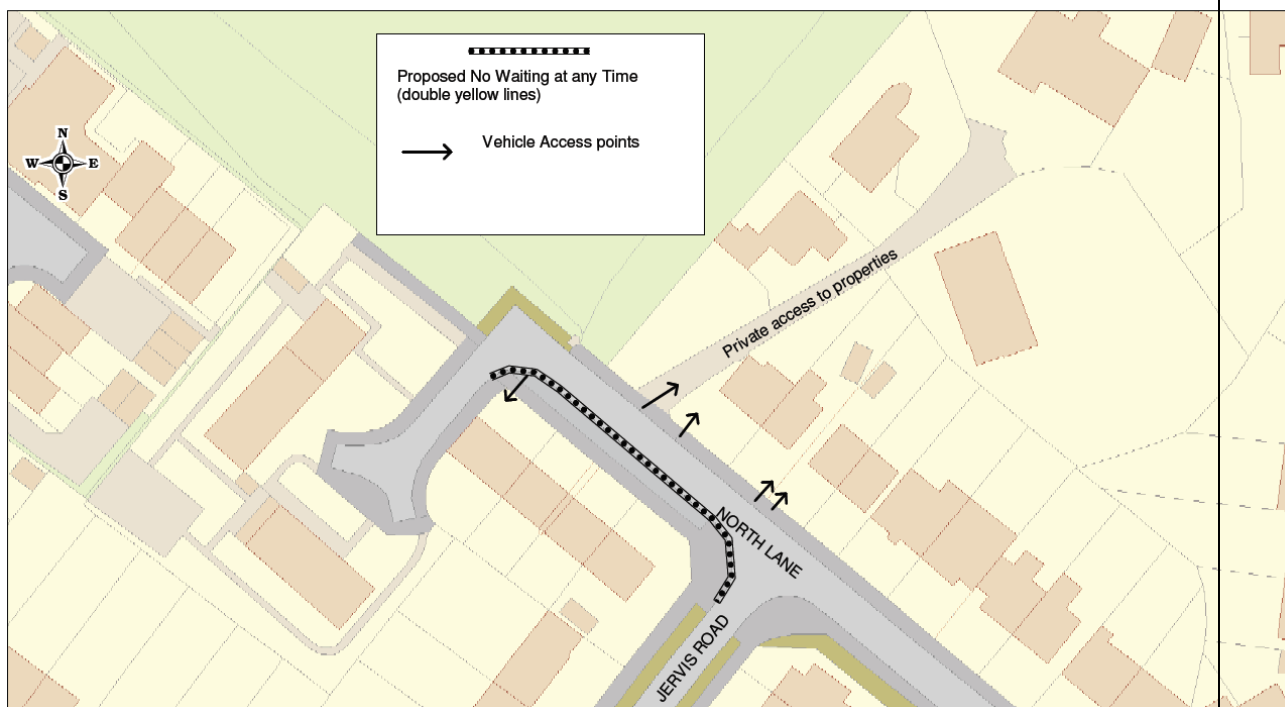 Proposed No Waiting at any Time
(double yellow lines)
Vehicle Access points
N
W E
S
Private access to properties
NORTH LANE
JERVIS ROAD